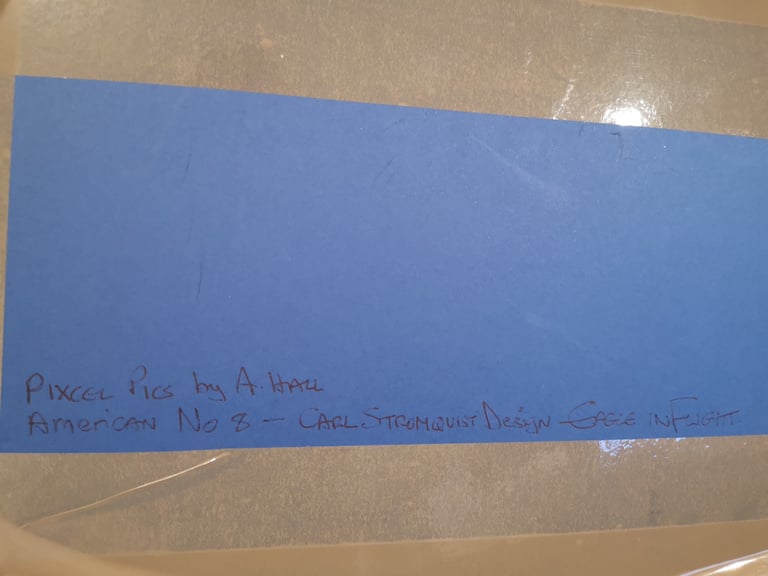 Pixcel Pics by A. Hall
American No 8 - Carl Stromquist Design - Eagle in Flight.